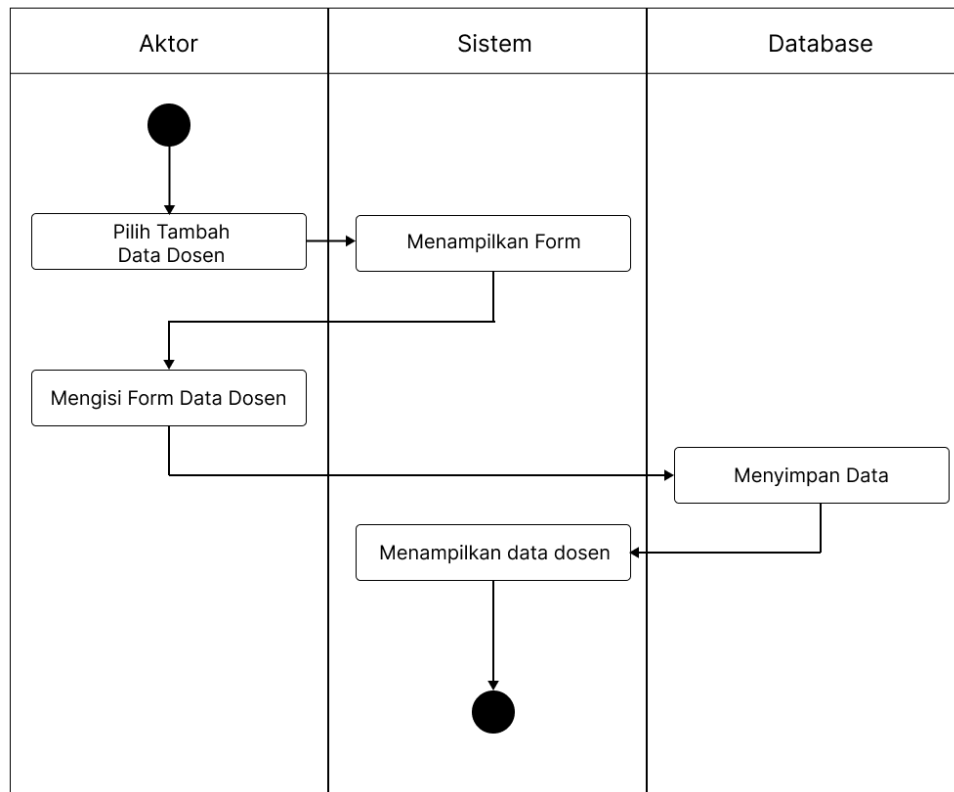 Aktor
Sistem
Database
Pilih Tambah
Data Dosen
Menampilkan Form
Mengisi Form Data Dosen
Menyimpan Data
Menampilkan data dosen